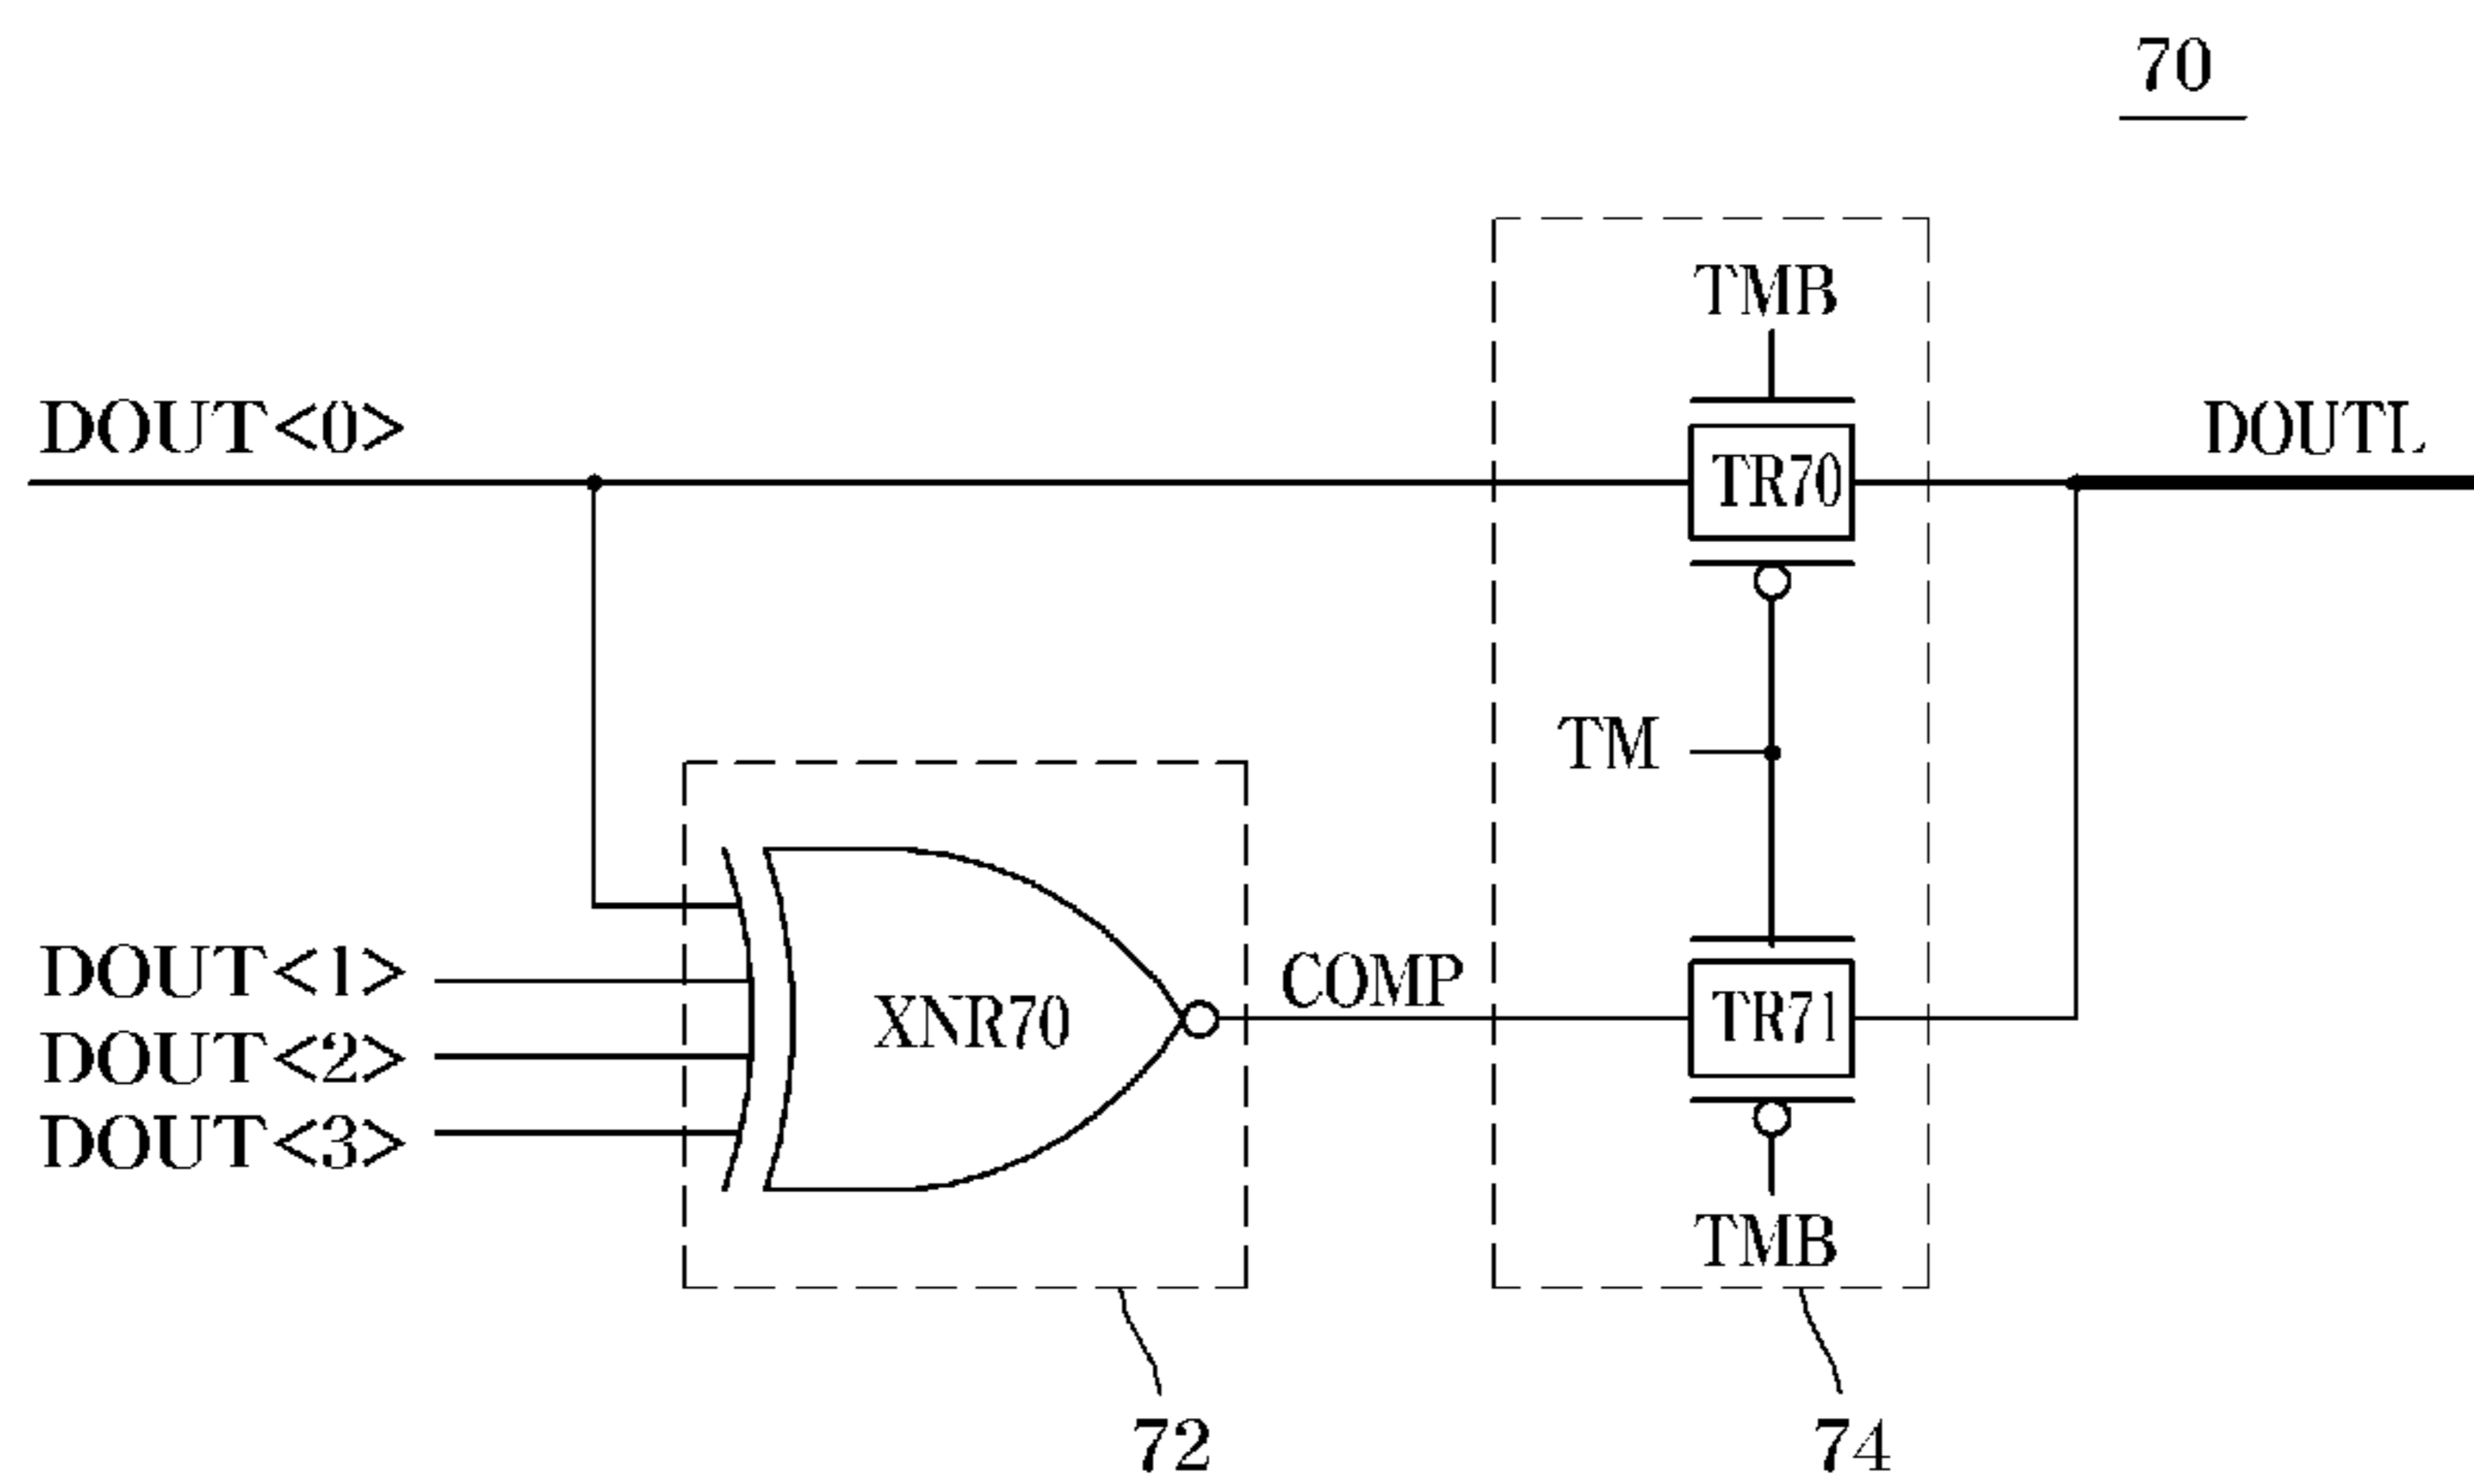 70
TMB
DOUT<0>
DOUTL
TR70
TM
DOUT<1>
COMP
XNR70
TR71
DOUT<2>
DOUT<3>
TMB
72
74